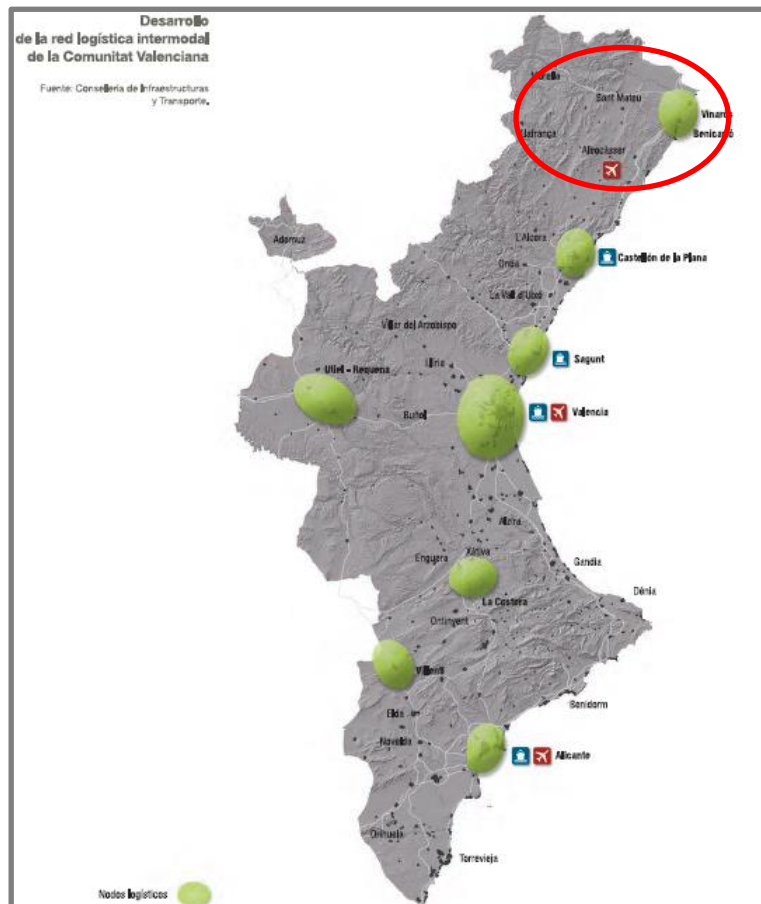 Desarrollo
de la red logística intermodal
de la Comunitat Valenciana
Fuente: Conselleria de Infraestructuras
y Transporte.
Morella
Sant Mateu
Vinaros
Benicarló
Vilafranca
Albocàsser
Ademuz
L'Alcora
Onda
Castellón de la Plana
La Vall d'Uixó
Villar del Arzobispo
Sagunt
Llíria
Utiel - Requena
Buñol
Valencia
Alzira
Xàtiva
Enguera
Gandia
Dénia
La Costera
Ontinyent
Villena
Benidorm
Elda
Novelda
Alicante
Orihuela
Torrevieja
Nodos logísticos